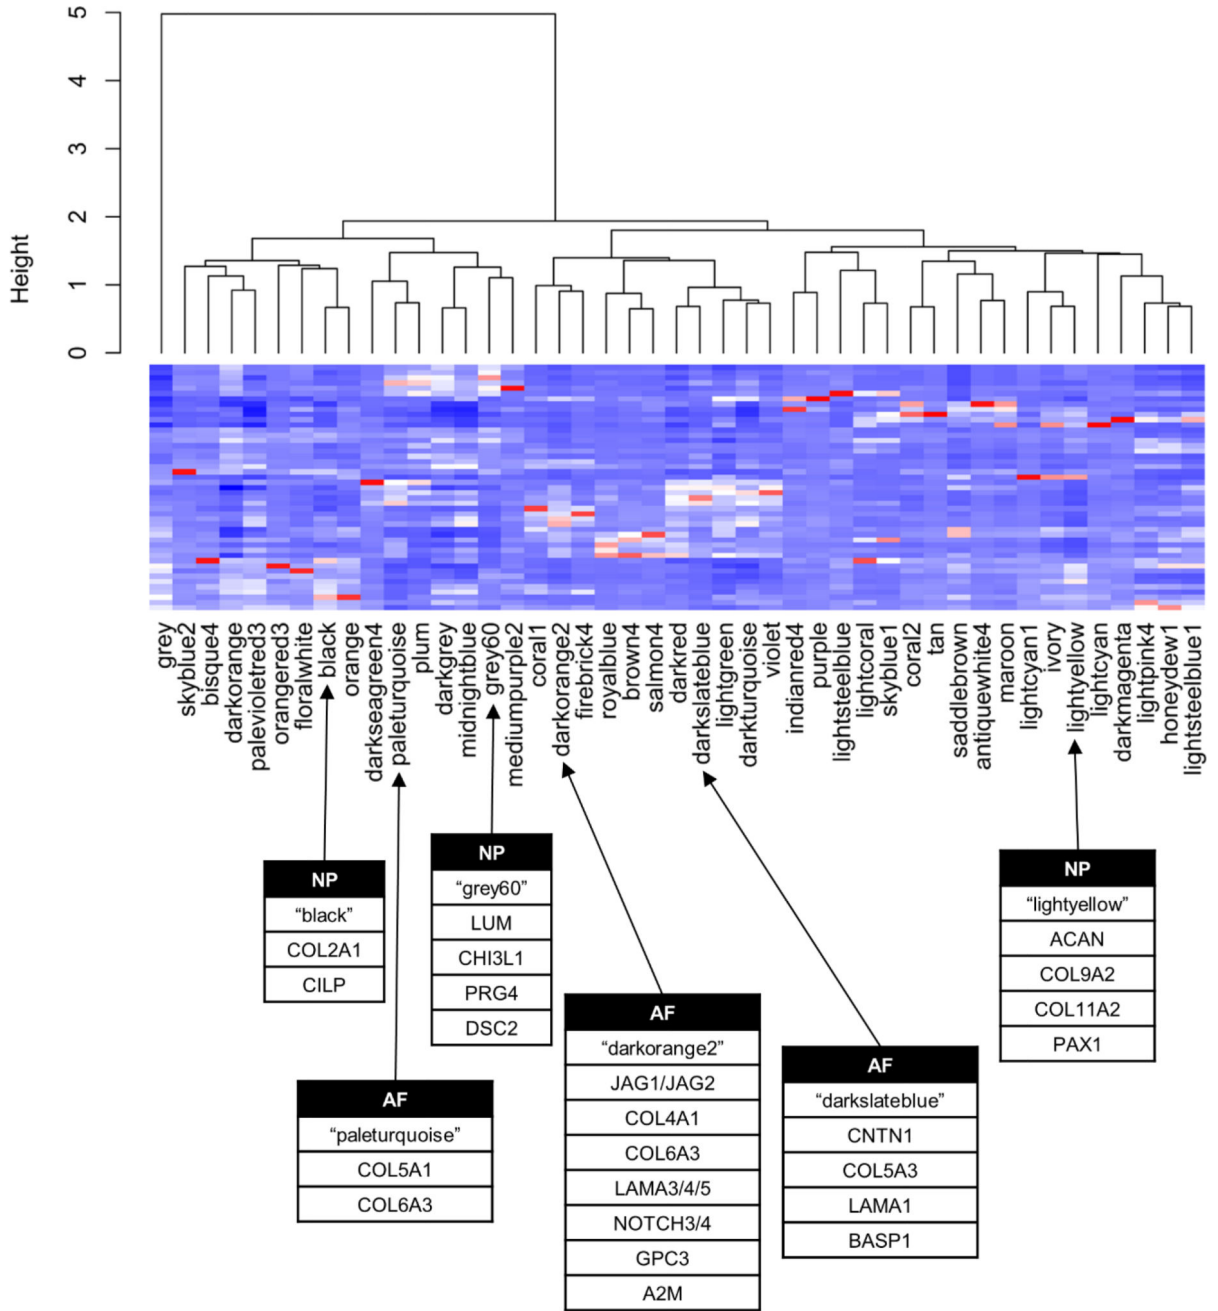 5
4
3
2
1
0
Height
grey
skyblue2
bisque4
darkorange
palevioletred3
orangered3
floralwhite
black
orange
darkseagreen4
paleturquoise
plum
darkgrey
midnightblue
grey60
mediumpurple2
coral1
darkorange2
firebrick4
royalblue
brown4
salmon4
darkred
darkslateblue
lightgreen
darkturquoise
violet
indianred4
purple
lightsteelblue
lightcoral
skyblue1
coral2
tan
saddlebrown
antiquewhite4
maroon
lightcyan1
ivory
lightyellow
lightcyan
darkmagenta
lightpink4
honeydew1
lightsteelblue1
NP
“black”
COL2A1
CILP
AF
“paleturquoise”
COL5A1
COL6A3
NP
“grey60”
LUM
CHI3L1
PRG4
DSC2
AF
“darkorange2”
JAG1/JAG2
COL4A1
COL6A3
LAMA3/4/5
NOTCH3/4
GPC3
A2M
AF
“darkslateblue”
CNTN1
COL5A3
LAMA1
BASP1
NP
“lightyellow”
ACAN
COL9A2
COL11A2
PAX1